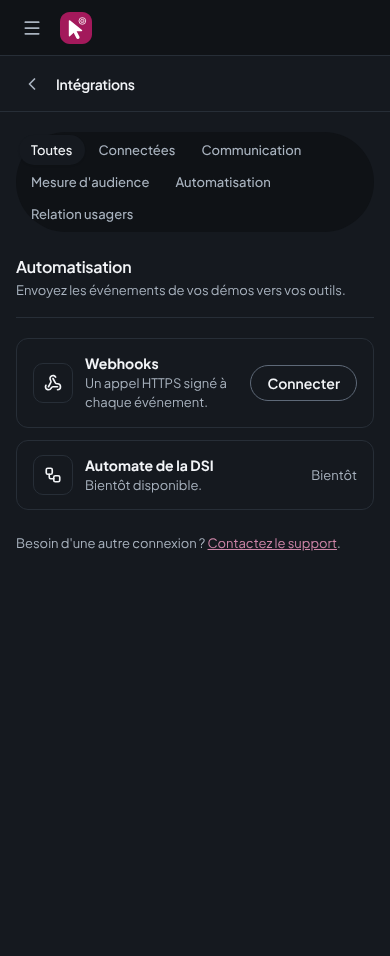 Intégrations
Toutes
Connectées
Communication
Mesure d'audience
Automatisation
Relation usagers
Automatisation
Envoyez les événements de vos démos vers vos outils.
Webhooks
Un appel HTTPS signé à
chaque événement.
Connecter
Automate de la DSI
Bientôt disponible.
Bientôt
Besoin d'une autre connexion ? Contactez le support.